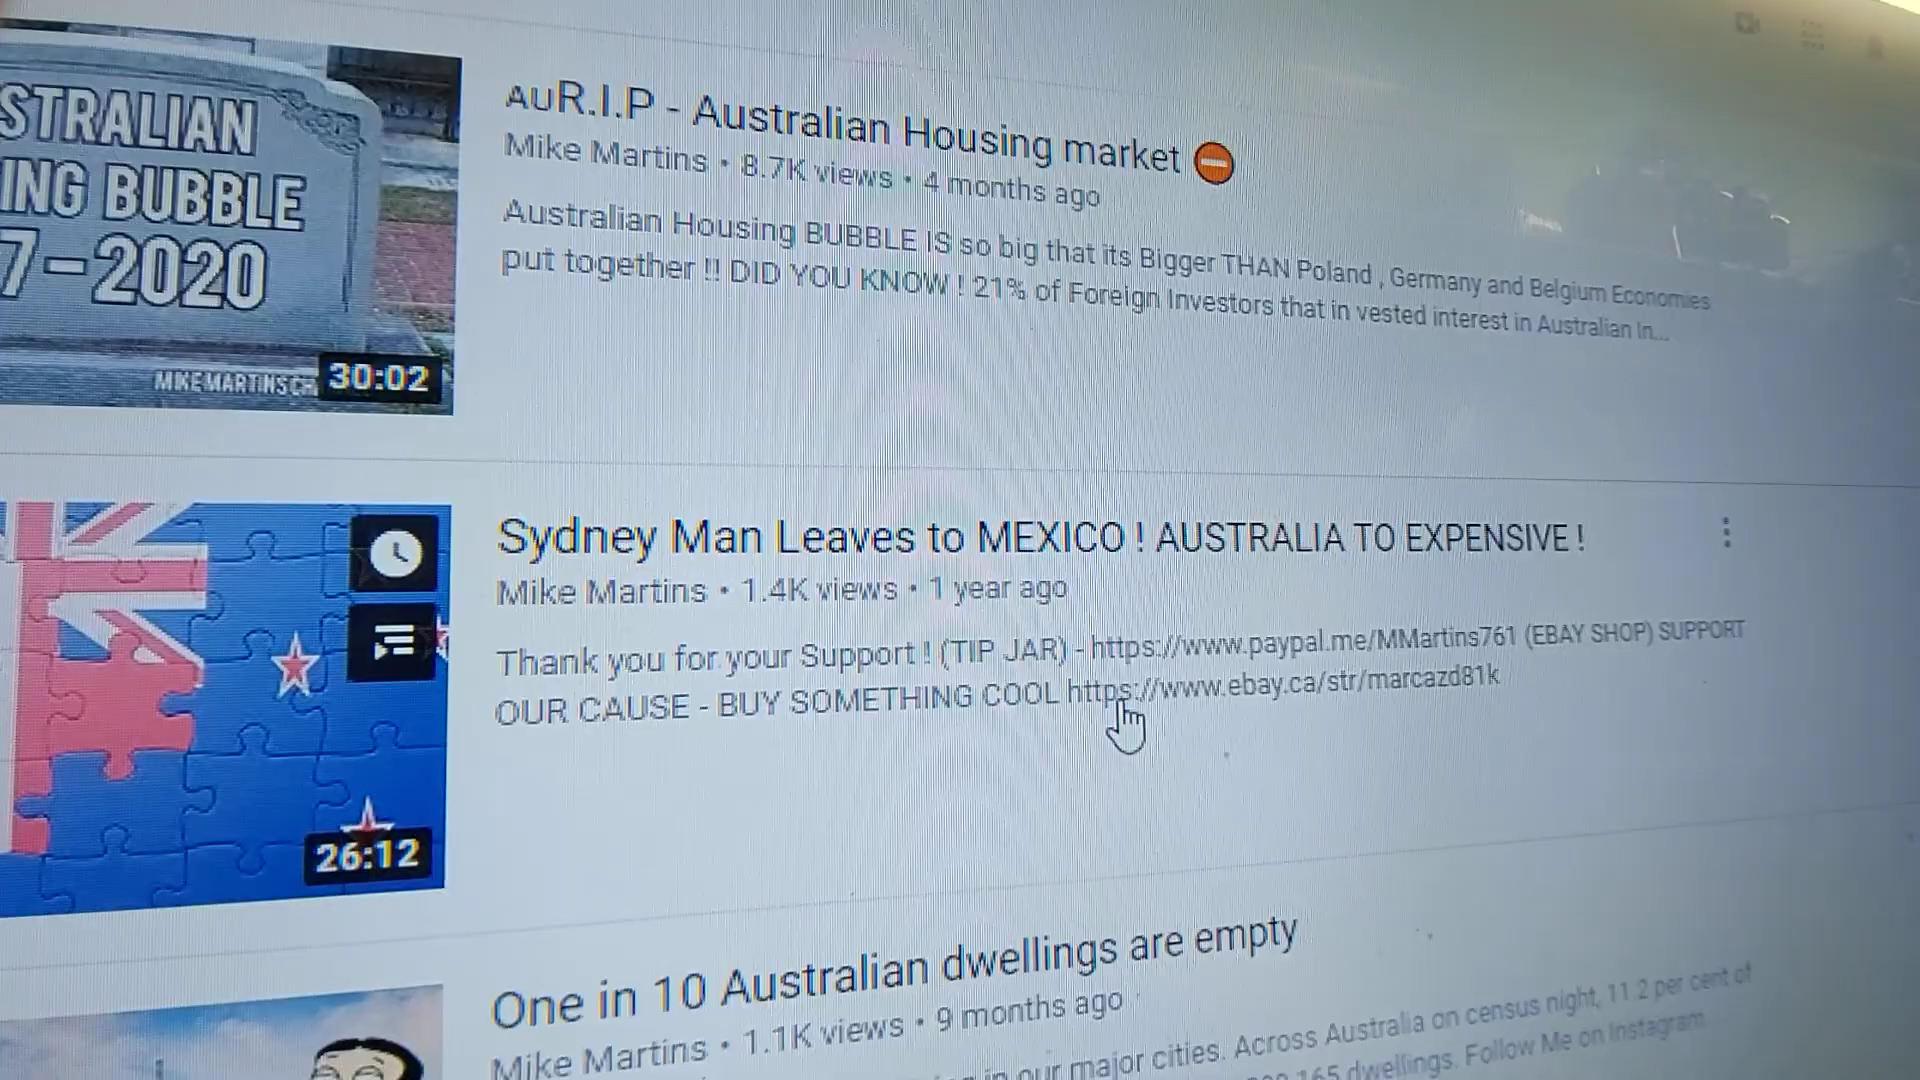 STRALIAN
ING BUBBLE
7-2020
MIKEMARTINSCH
30:02
AUR.I.P - Australian Housing market
Mike Martins • 8.7K views • 4 months ago
Australian Housing BUBBLE IS so big that its Bigger THAN Poland , Germany and Belgium Economies
put together !! DID YOU KNOW ! 21% of Foreign Investors that in vested interest in Australian In...
26:12
Sydney Man Leaves to MEXICO ! AUSTRALIA TO EXPENSIVE !
Mike Martins • 1.4K views • 1 year ago
Thank you for your Support ! (TIP JAR) - https://www.paypal.me/MMartins761 (EBAY SHOP) SUPPORT
OUR CAUSE - BUY SOMETHING COOL https://www.ebay.ca/str/marcazd81k
One in 10 Australian dwellings are empty
Mike Martins • 1.1K views • 9 months ago
in our major cities. Across Australia on census night, 11.2 per cent of
165 dwellings. Follow Me on Instagram